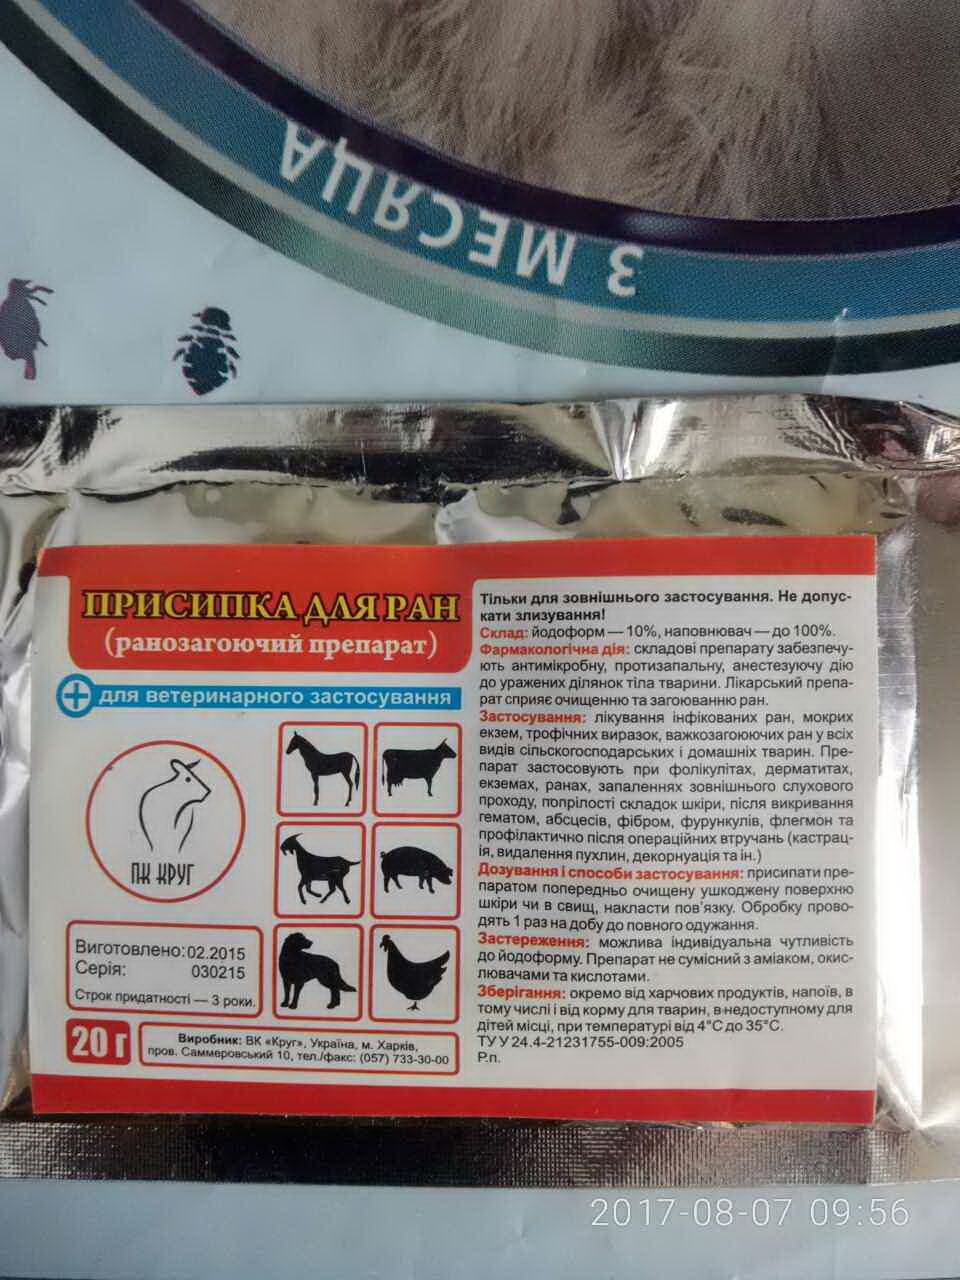 3 МЕСЯЦА
ПРИСИПКА ДЛЯ РАН
(ранозагоюючий препарат)
для ветеринарного застосування
ПК КРУГ
Виготовлено: 02.2015
Серія: 030215
Строк придатності — 3 роки.
20 г
Виробник: ВК «Круг», Україна, м. Харків,
пров. Саммеровський 10, тел./факс: (057) 733-30-00
Тільки для зовнішнього застосування. Не допус-
кати злизування!
Склад: йодоформ — 10%, наповнювач — до 100%.
Фармакологічна дія: складові препарату забезпечу-
ють антимікробну, протизапальну, анестезуючу дію
до уражених ділянок тіла тварини. Лікарський препа-
рат сприяє очищенню та загоюванню ран.
Застосування: лікування інфікованих ран, мокрих
екзем, трофічних виразок, важкозагоюючих ран у всіх
видів сільскогосподарських і домашніх тварин. Пре-
парат застосовують при фолікулітах, дерматитах,
екземах, ранах, запаленнях зовнішнього слухового
проходу, попрілості складок шкіри, після викривання
гематом, абсцесів, фібром, фурункулів, флегмон та
профілактично після операційних втручань (кастрац-
ія, видалення пухлин, декорнуація та ін.)
Дозування і способи застосування: присипати пре-
паратом попередньо очищену ушкоджену поверхню
шкіри чи в свищ, накласти пов'язку. Обробку прово-
дять 1 раз на добу до повного одужання.
Застереження: можлива індивідуальна чутливість
до йодоформу. Препарат не сумісний з аміаком, окис-
лювачами та кислотами.
Зберігання: окремо від харчових продуктів, напоїв, в
тому числі і від корму для тварин, в недоступному для
дітей місці, при температурі від 4°С до 35°С.
ТУ У 24.4-21231755-009:2005
Р.п.
2017-08-07 09:56